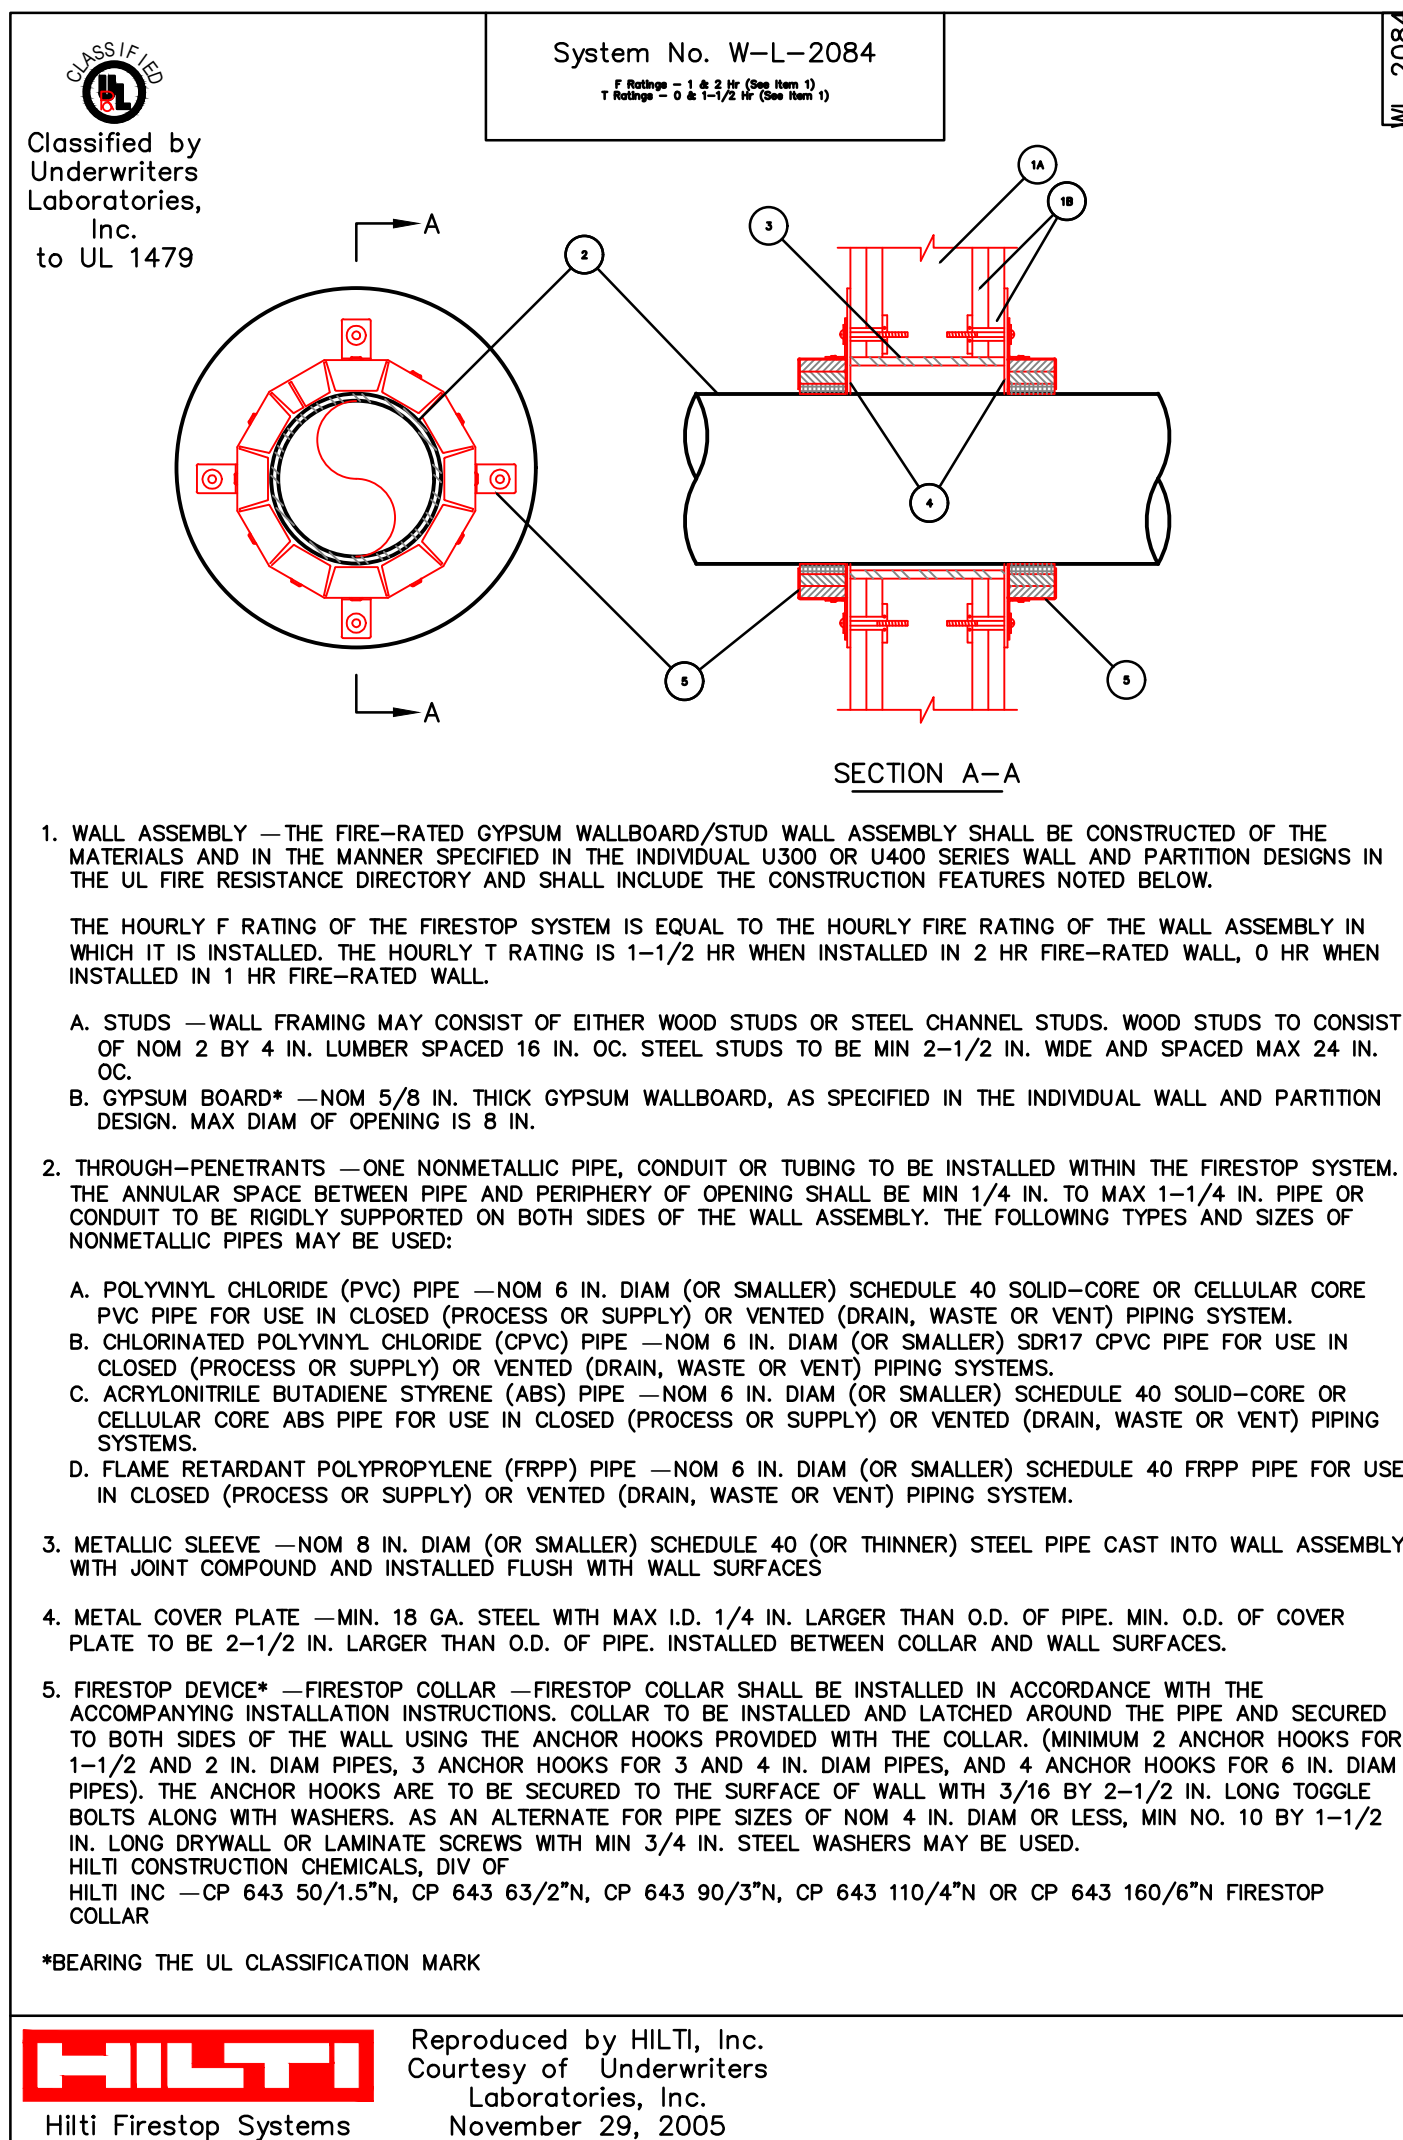 System No. W-L-2084
F Ratings - 1 & 2 Hr (See Item 1)
T Ratings - 0 & 1-1/2 Hr (See Item 1)
WL 2084
CLASSIFIED
UL
Classified by
Underwriters
Laboratories,
Inc.
to UL 1479
A
A
1A
1B
3
2
4
5
5
SECTION A-A
1. WALL ASSEMBLY — THE FIRE-RATED GYPSUM WALLBOARD/STUD WALL ASSEMBLY SHALL BE CONSTRUCTED OF THE
MATERIALS AND IN THE MANNER SPECIFIED IN THE INDIVIDUAL U300 OR U400 SERIES WALL AND PARTITION DESIGNS IN
THE UL FIRE RESISTANCE DIRECTORY AND SHALL INCLUDE THE CONSTRUCTION FEATURES NOTED BELOW.
THE HOURLY F RATING OF THE FIRESTOP SYSTEM IS EQUAL TO THE HOURLY FIRE RATING OF THE WALL ASSEMBLY IN
WHICH IT IS INSTALLED. THE HOURLY T RATING IS 1-1/2 HR WHEN INSTALLED IN 2 HR FIRE-RATED WALL, 0 HR WHEN
INSTALLED IN 1 HR FIRE-RATED WALL.
A. STUDS — WALL FRAMING MAY CONSIST OF EITHER WOOD STUDS OR STEEL CHANNEL STUDS. WOOD STUDS TO CONSIST
OF NOM 2 BY 4 IN. LUMBER SPACED 16 IN. OC. STEEL STUDS TO BE MIN 2-1/2 IN. WIDE AND SPACED MAX 24 IN.
OC.
B. GYPSUM BOARD* — NOM 5/8 IN. THICK GYPSUM WALLBOARD, AS SPECIFIED IN THE INDIVIDUAL WALL AND PARTITION
DESIGN. MAX DIAM OF OPENING IS 8 IN.
2. THROUGH-PENETRANTS — ONE NONMETALLIC PIPE, CONDUIT OR TUBING TO BE INSTALLED WITHIN THE FIRESTOP SYSTEM.
THE ANNULAR SPACE BETWEEN PIPE AND PERIPHERY OF OPENING SHALL BE MIN 1/4 IN. TO MAX 1-1/4 IN. PIPE OR
CONDUIT TO BE RIGIDLY SUPPORTED ON BOTH SIDES OF THE WALL ASSEMBLY. THE FOLLOWING TYPES AND SIZES OF
NONMETALLIC PIPES MAY BE USED:
A. POLYVINYL CHLORIDE (PVC) PIPE — NOM 6 IN. DIAM (OR SMALLER) SCHEDULE 40 SOLID-CORE OR CELLULAR CORE
PVC PIPE FOR USE IN CLOSED (PROCESS OR SUPPLY) OR VENTED (DRAIN, WASTE OR VENT) PIPING SYSTEM.
B. CHLORINATED POLYVINYL CHLORIDE (CPVC) PIPE — NOM 6 IN. DIAM (OR SMALLER) SDR17 CPVC PIPE FOR USE IN
CLOSED (PROCESS OR SUPPLY) OR VENTED (DRAIN, WASTE OR VENT) PIPING SYSTEMS.
C. ACRYLONITRILE BUTADIENE STYRENE (ABS) PIPE — NOM 6 IN. DIAM (OR SMALLER) SCHEDULE 40 SOLID-CORE OR
CELLULAR CORE ABS PIPE FOR USE IN CLOSED (PROCESS OR SUPPLY) OR VENTED (DRAIN, WASTE OR VENT) PIPING
SYSTEMS.
D. FLAME RETARDANT POLYPROPYLENE (FRPP) PIPE — NOM 6 IN. DIAM (OR SMALLER) SCHEDULE 40 FRPP PIPE FOR USE
IN CLOSED (PROCESS OR SUPPLY) OR VENTED (DRAIN, WASTE OR VENT) PIPING SYSTEM.
3. METALLIC SLEEVE — NOM 8 IN. DIAM (OR SMALLER) SCHEDULE 40 (OR THINNER) STEEL PIPE CAST INTO WALL ASSEMBLY
WITH JOINT COMPOUND AND INSTALLED FLUSH WITH WALL SURFACES
4. METAL COVER PLATE — MIN. 18 GA. STEEL WITH MAX I.D. 1/4 IN. LARGER THAN O.D. OF PIPE. MIN. O.D. OF COVER
PLATE TO BE 2-1/2 IN. LARGER THAN O.D. OF PIPE. INSTALLED BETWEEN COLLAR AND WALL SURFACES.
5. FIRESTOP DEVICE* — FIRESTOP COLLAR — FIRESTOP COLLAR SHALL BE INSTALLED IN ACCORDANCE WITH THE
ACCOMPANYING INSTALLATION INSTRUCTIONS. COLLAR TO BE INSTALLED AND LATCHED AROUND THE PIPE AND SECURED
TO BOTH SIDES OF THE WALL USING THE ANCHOR HOOKS PROVIDED WITH THE COLLAR. (MINIMUM 2 ANCHOR HOOKS FOR
1-1/2 AND 2 IN. DIAM PIPES, 3 ANCHOR HOOKS FOR 3 AND 4 IN. DIAM PIPES, AND 4 ANCHOR HOOKS FOR 6 IN. DIAM
PIPES). THE ANCHOR HOOKS ARE TO BE SECURED TO THE SURFACE OF WALL WITH 3/16 BY 2-1/2 IN. LONG TOGGLE
BOLTS ALONG WITH WASHERS. AS AN ALTERNATE FOR PIPE SIZES OF NOM 4 IN. DIAM OR LESS, MIN NO. 10 BY 1-1/2
IN. LONG DRYWALL OR LAMINATE SCREWS WITH MIN 3/4 IN. STEEL WASHERS MAY BE USED.
HILTI CONSTRUCTION CHEMICALS, DIV OF
HILTI INC — CP 643 50/1.5"N, CP 643 63/2"N, CP 643 90/3"N, CP 643 110/4"N OR CP 643 160/6"N FIRESTOP
COLLAR
*BEARING THE UL CLASSIFICATION MARK
HILTI
Hilti Firestop Systems
Reproduced by HILTI, Inc.
Courtesy of Underwriters
Laboratories, Inc.
November 29, 2005